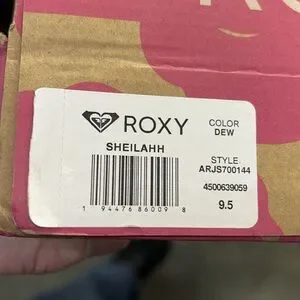 ROXY
SHEILAHH
COLOR
DEW
STYLE
ARJS700144
4500639059
9.5
1 94476 86009 8